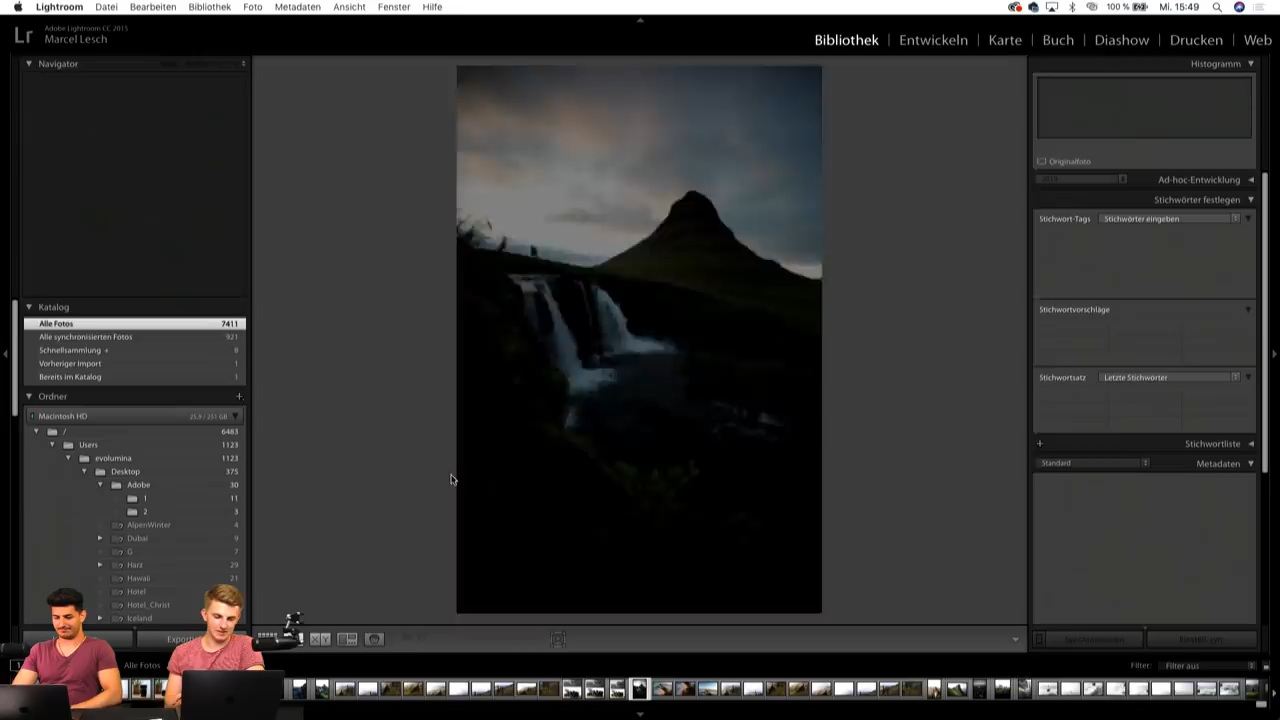 Lightroom Datei Bearbeiten Bibliothek Foto Metadaten Ansicht Fenster Hilfe 100 % Mi. 15:49
Lr Adobe Lightroom CC 2015
Marcel Lesch
Bibliothek | Entwickeln | Karte | Buch | Diashow | Drucken | Web
Navigator
Histogramm
Originalfoto
Ad-hoc-Entwicklung
Stichwörter festlegen
Stichwort-Tags Stichwörter eingeben
Stichwortvorschläge
Stichwortsatz Letzte Stichwörter
Stichwortliste
Standard Metadaten
Katalog
Alle Fotos 7411
Alle synchronisierten Fotos 921
Schnellsammlung + 8
Vorheriger Import 1
Bereits im Katalog 1
Ordner
Macintosh HD
/ 6483
Users 1123
evolumina 1123
Desktop 375
Adobe 30
1 11
2 3
AlpenWinter 4
Dubai 9
G 7
Harz 29
Hawaii 21
Hotel
Hotel_Christ
Iceland
XY
Alle Fotos
Filter: Filter aus